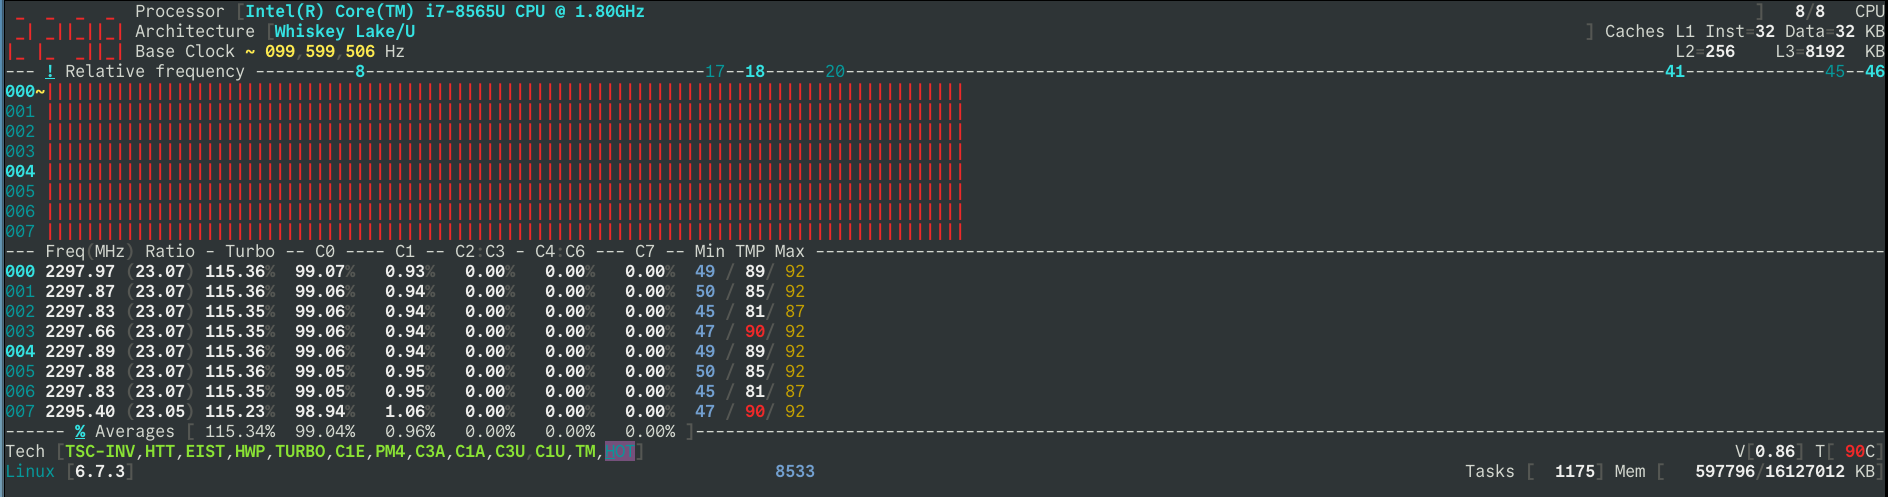 Processor [Intel(R) Core(TM) i7-8565U CPU @ 1.80GHz ] 8/8 CPU
Architecture [Whiskey Lake/U ] Caches L1 Inst=32 Data=32 KB
Base Clock ~ 099,599,506 Hz L2=256 L3=8192 KB
--- ! Relative frequency ----------8----------------------------------17--18------20----------------------------------------------------------------------------------41--------------45--46
000~||||||||||||||||||||||||||||||||||||||||||||||||||||||||||||||||||||||||||||||||||||||||||||
001 ||||||||||||||||||||||||||||||||||||||||||||||||||||||||||||||||||||||||||||||||||||||||||||
002 ||||||||||||||||||||||||||||||||||||||||||||||||||||||||||||||||||||||||||||||||||||||||||||
003 ||||||||||||||||||||||||||||||||||||||||||||||||||||||||||||||||||||||||||||||||||||||||||||
004 ||||||||||||||||||||||||||||||||||||||||||||||||||||||||||||||||||||||||||||||||||||||||||||
005 ||||||||||||||||||||||||||||||||||||||||||||||||||||||||||||||||||||||||||||||||||||||||||||
006 ||||||||||||||||||||||||||||||||||||||||||||||||||||||||||||||||||||||||||||||||||||||||||||
007 ||||||||||||||||||||||||||||||||||||||||||||||||||||||||||||||||||||||||||||||||||||||||||||
--- Freq(MHz) Ratio - Turbo -- C0 ---- C1 -- C2:C3 - C4:C6 --- C7 -- Min TMP Max ---
000 2297.97 (23.07) 115.36% 99.07% 0.93% 0.00% 0.00% 0.00% 49 / 89/ 92
001 2297.87 (23.07) 115.36% 99.06% 0.94% 0.00% 0.00% 0.00% 50 / 85/ 92
002 2297.83 (23.07) 115.35% 99.06% 0.94% 0.00% 0.00% 0.00% 45 / 81/ 87
003 2297.66 (23.07) 115.35% 99.06% 0.94% 0.00% 0.00% 0.00% 47 / 90/ 92
004 2297.89 (23.07) 115.36% 99.06% 0.94% 0.00% 0.00% 0.00% 49 / 89/ 92
005 2297.88 (23.07) 115.36% 99.05% 0.95% 0.00% 0.00% 0.00% 50 / 85/ 92
006 2297.83 (23.07) 115.35% 99.05% 0.95% 0.00% 0.00% 0.00% 45 / 81/ 87
007 2295.40 (23.05) 115.23% 98.94% 1.06% 0.00% 0.00% 0.00% 47 / 90/ 92
------ % Averages [ 115.34% 99.04% 0.96% 0.00% 0.00% 0.00% ]---
Tech [TSC-INV,HTT,EIST,HWP,TURBO,C1E,PM4,C3A,C1A,C3U,C1U,TM,HOT] V[0.86] T[ 90C]
Linux [6.7.3] 8533 Tasks [ 1175] Mem [ 597796/16127012 KB]